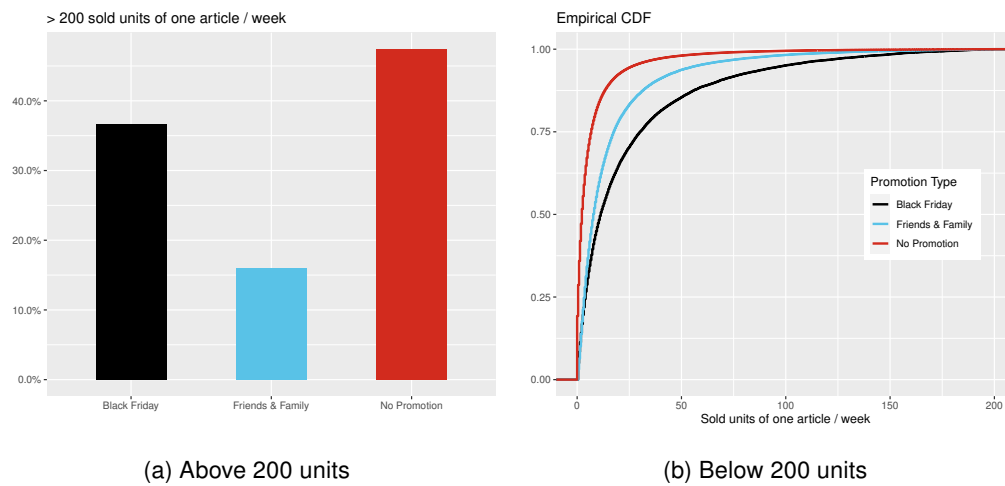 > 200 sold units of one article / week
40.0%
30.0%
20.0%
10.0%
0.0%
Black Friday
Friends & Family
No Promotion
(a) Above 200 units
Empirical CDF
1.00
0.75
0.50
0.25
0.00
Promotion Type
Black Friday
Friends & Family
No Promotion
0
50
100
150
200
Sold units of one article / week
(b) Below 200 units